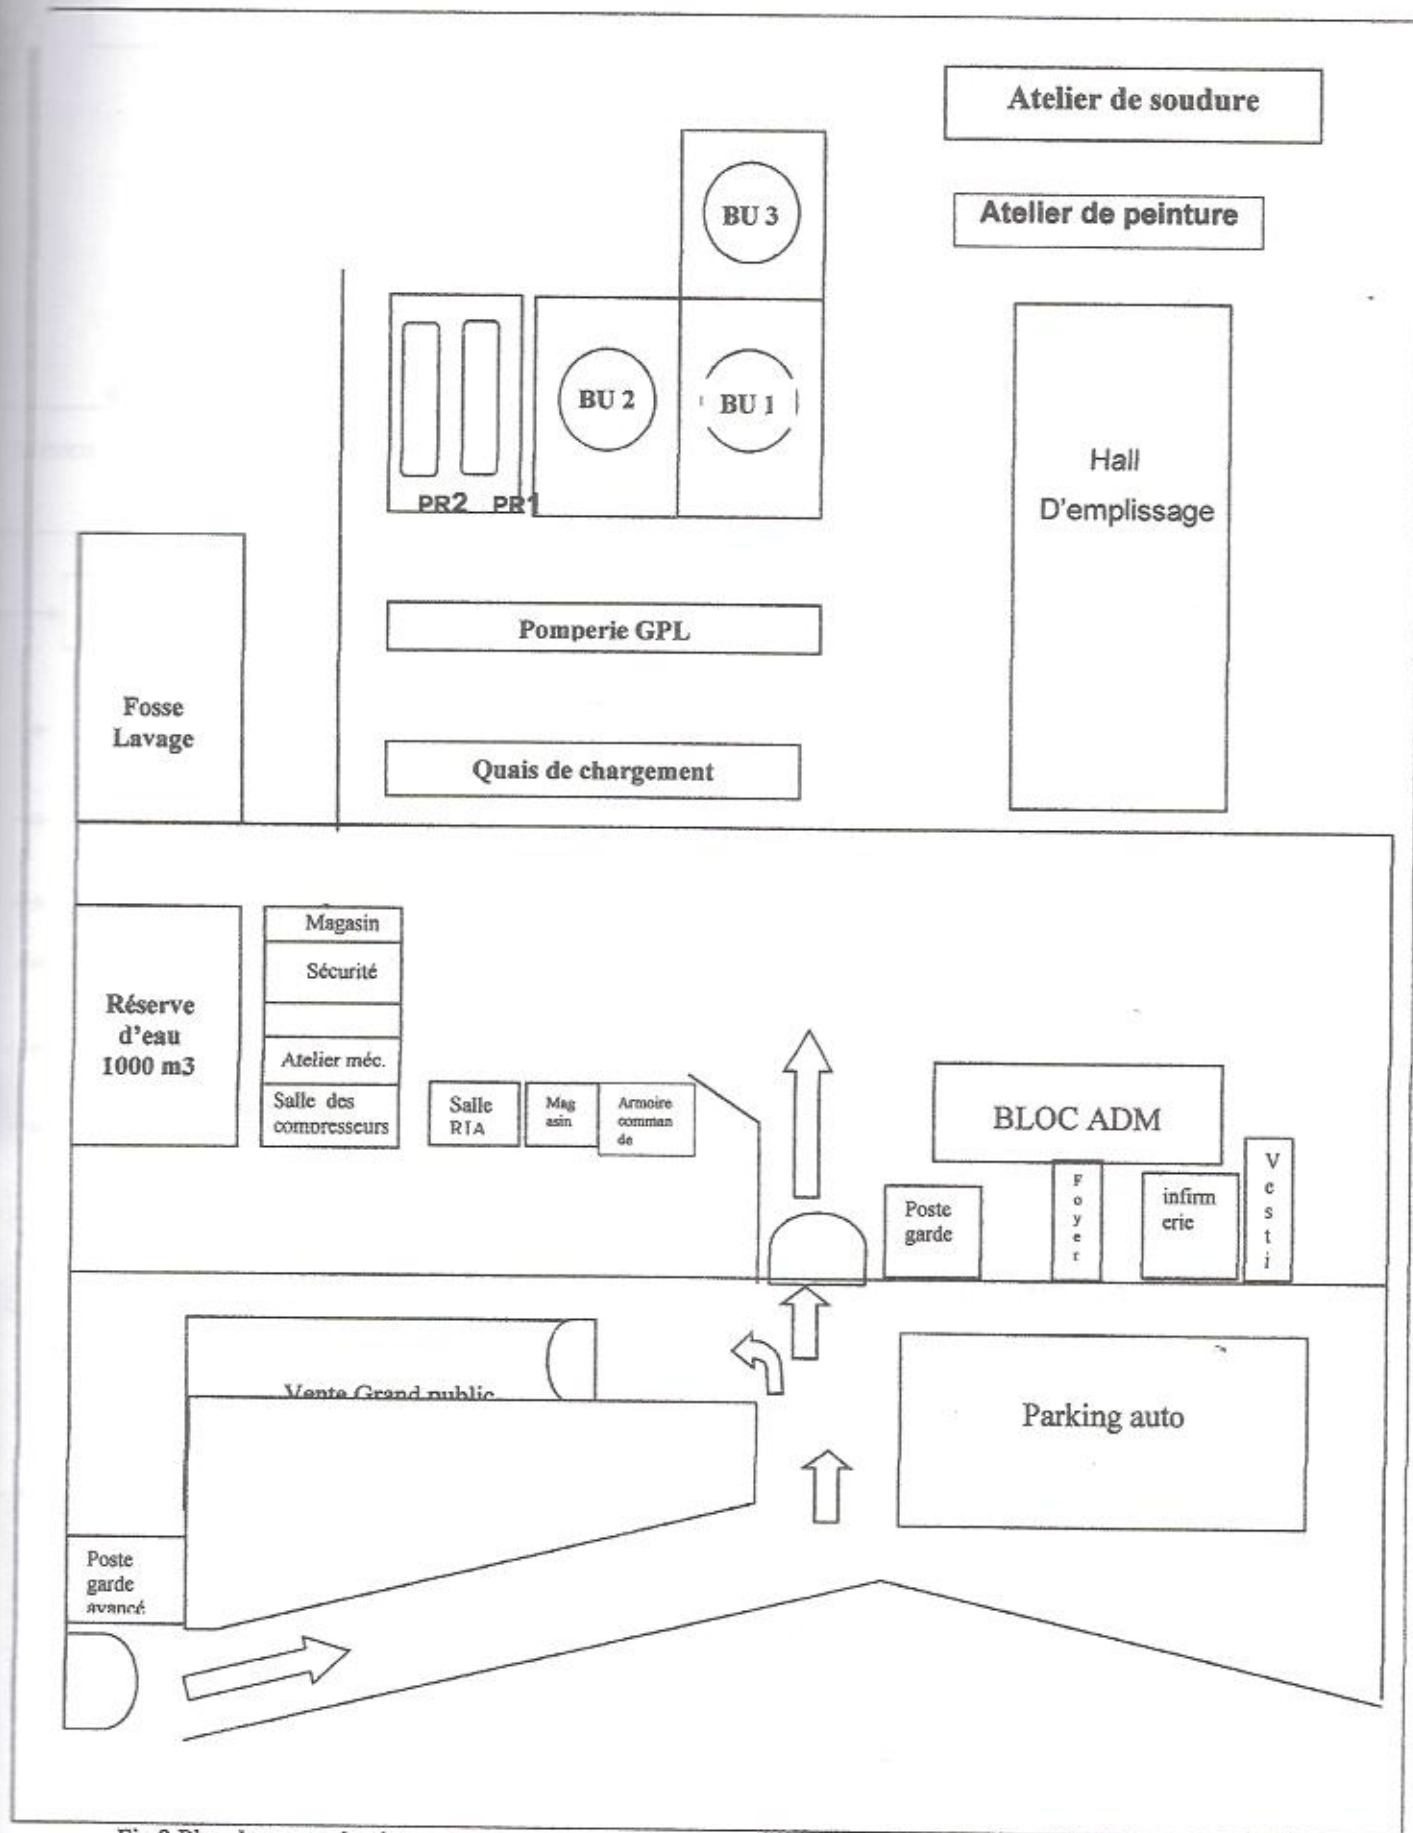 Atelier de soudure
Atelier de peinture
BU 3
BU 2
BU 1
PR2 PR1
Hall
D'emplissage
Pomperie GPL
Fosse
Lavage
Quais de chargement
Magasin
Sécurité
Réserve
d'eau
1000 m3
Atelier méc.
Salle des
compresseurs
Salle
RIA
Mag
asin
Armoire
comman
de
BLOC ADM
Poste
garde
F
o
y
e
r
infirm
erie
V
e
s
t
i
Vente Grand public
Parking auto
Poste
garde
avancé